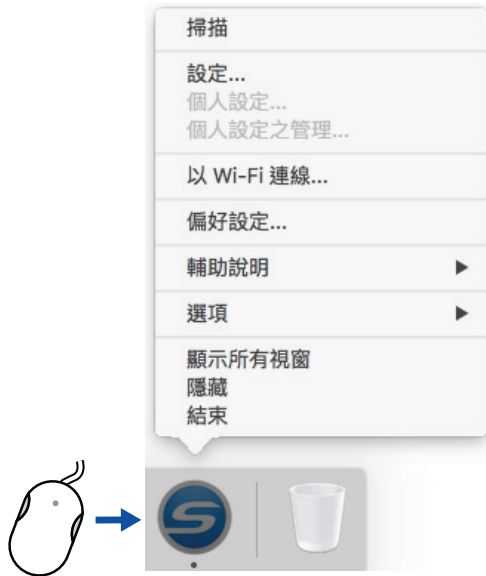 掃描
設定...
個人設定...
個人設定之管理...
以 Wi-Fi 連線...
偏好設定...
輔助說明
選項
顯示所有視窗
隱藏
結束